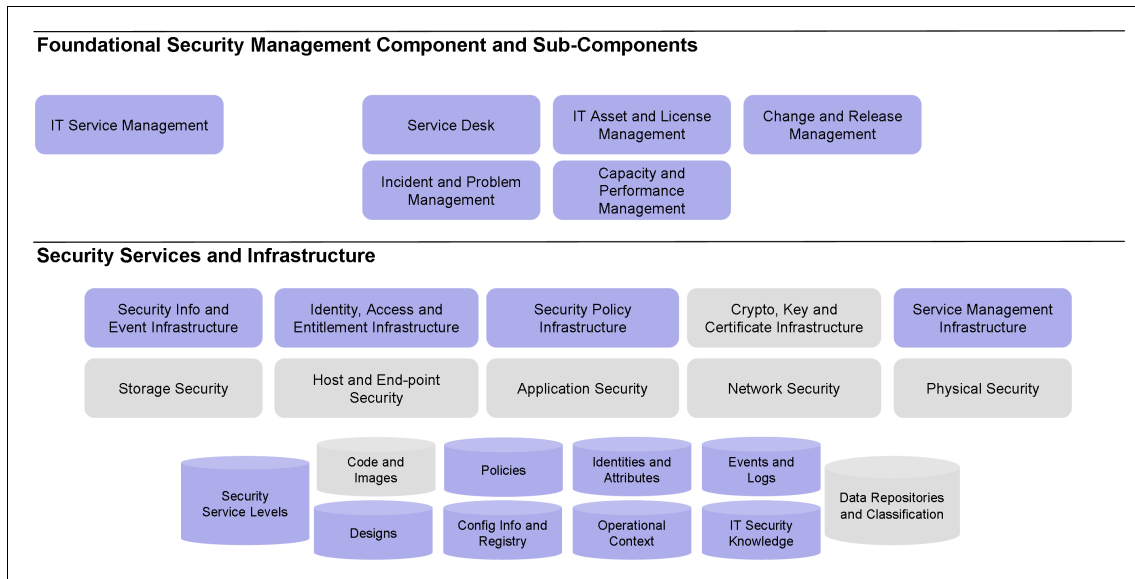 Foundational Security Management Component and Sub-Components
IT Service Management
Service Desk
IT Asset and License
Management
Change and Release
Management
Incident and Problem
Management
Capacity and
Performance
Management
Security Services and Infrastructure
Security Info and
Event Infrastructure
Identity, Access and
Entitlement Infrastructure
Security Policy
Infrastructure
Crypto, Key and
Certificate Infrastructure
Service Management
Infrastructure
Storage Security
Host and End-point
Security
Application Security
Network Security
Physical Security
Security
Service Levels
Code and
Images
Policies
Identities and
Attributes
Events and
Logs
Data Repositories
and Classification
Designs
Config Info and
Registry
Operational
Context
IT Security
Knowledge